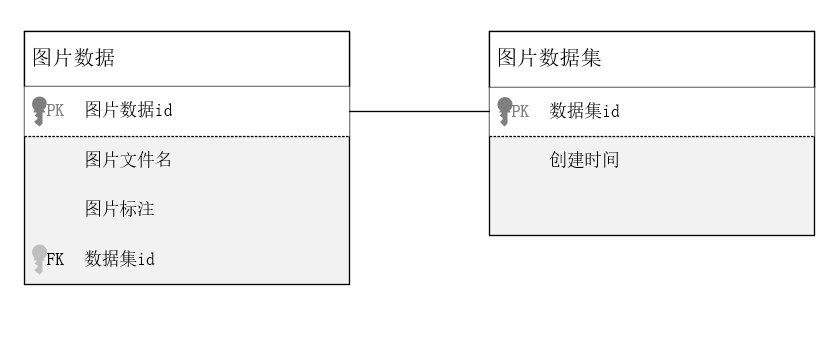 图片数据
PK 图片数据id
图片文件名
图片标注
FK 数据集id
图片数据集
PK 数据集id
创建时间